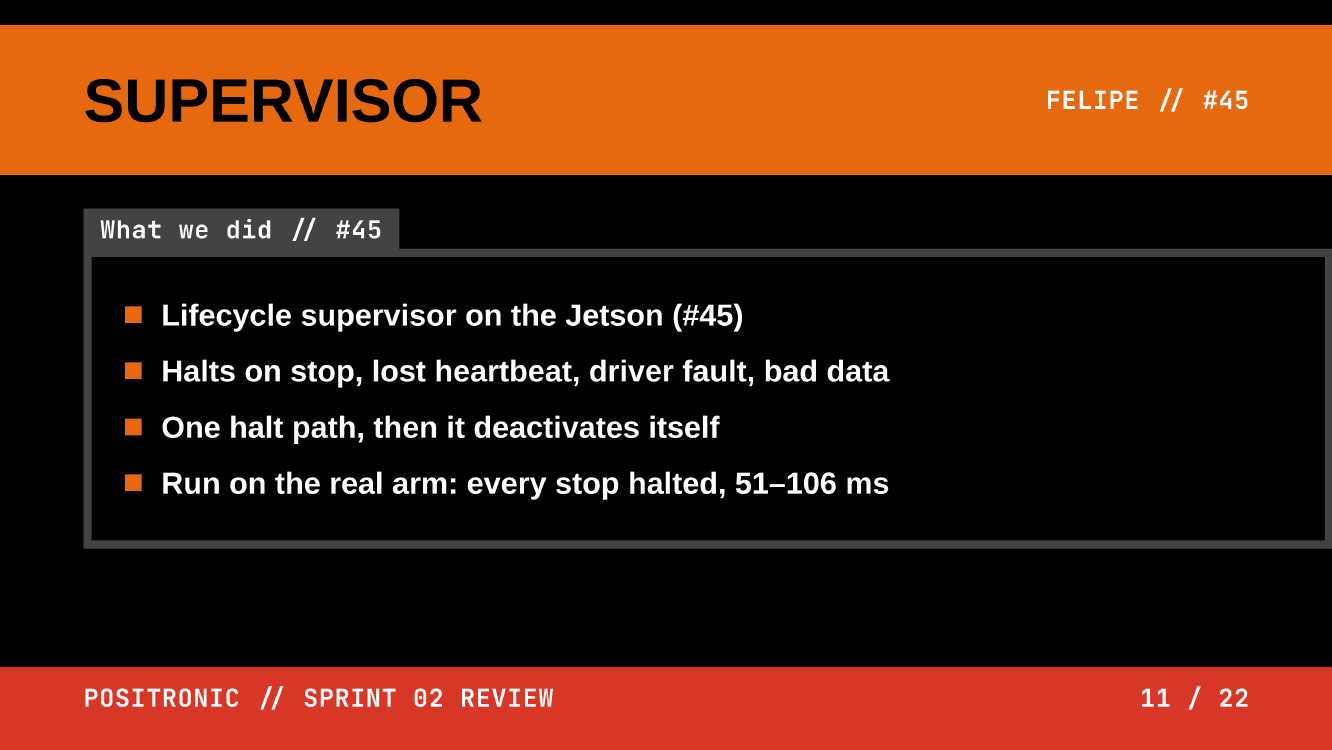 SUPERVISOR
FELIPE // #45
What we did // #45
Lifecycle supervisor on the Jetson (#45)
Halts on stop, lost heartbeat, driver fault, bad data
One halt path, then it deactivates itself
Run on the real arm: every stop halted, 51–106 ms
POSITRONIC // SPRINT 02 REVIEW
11 / 22